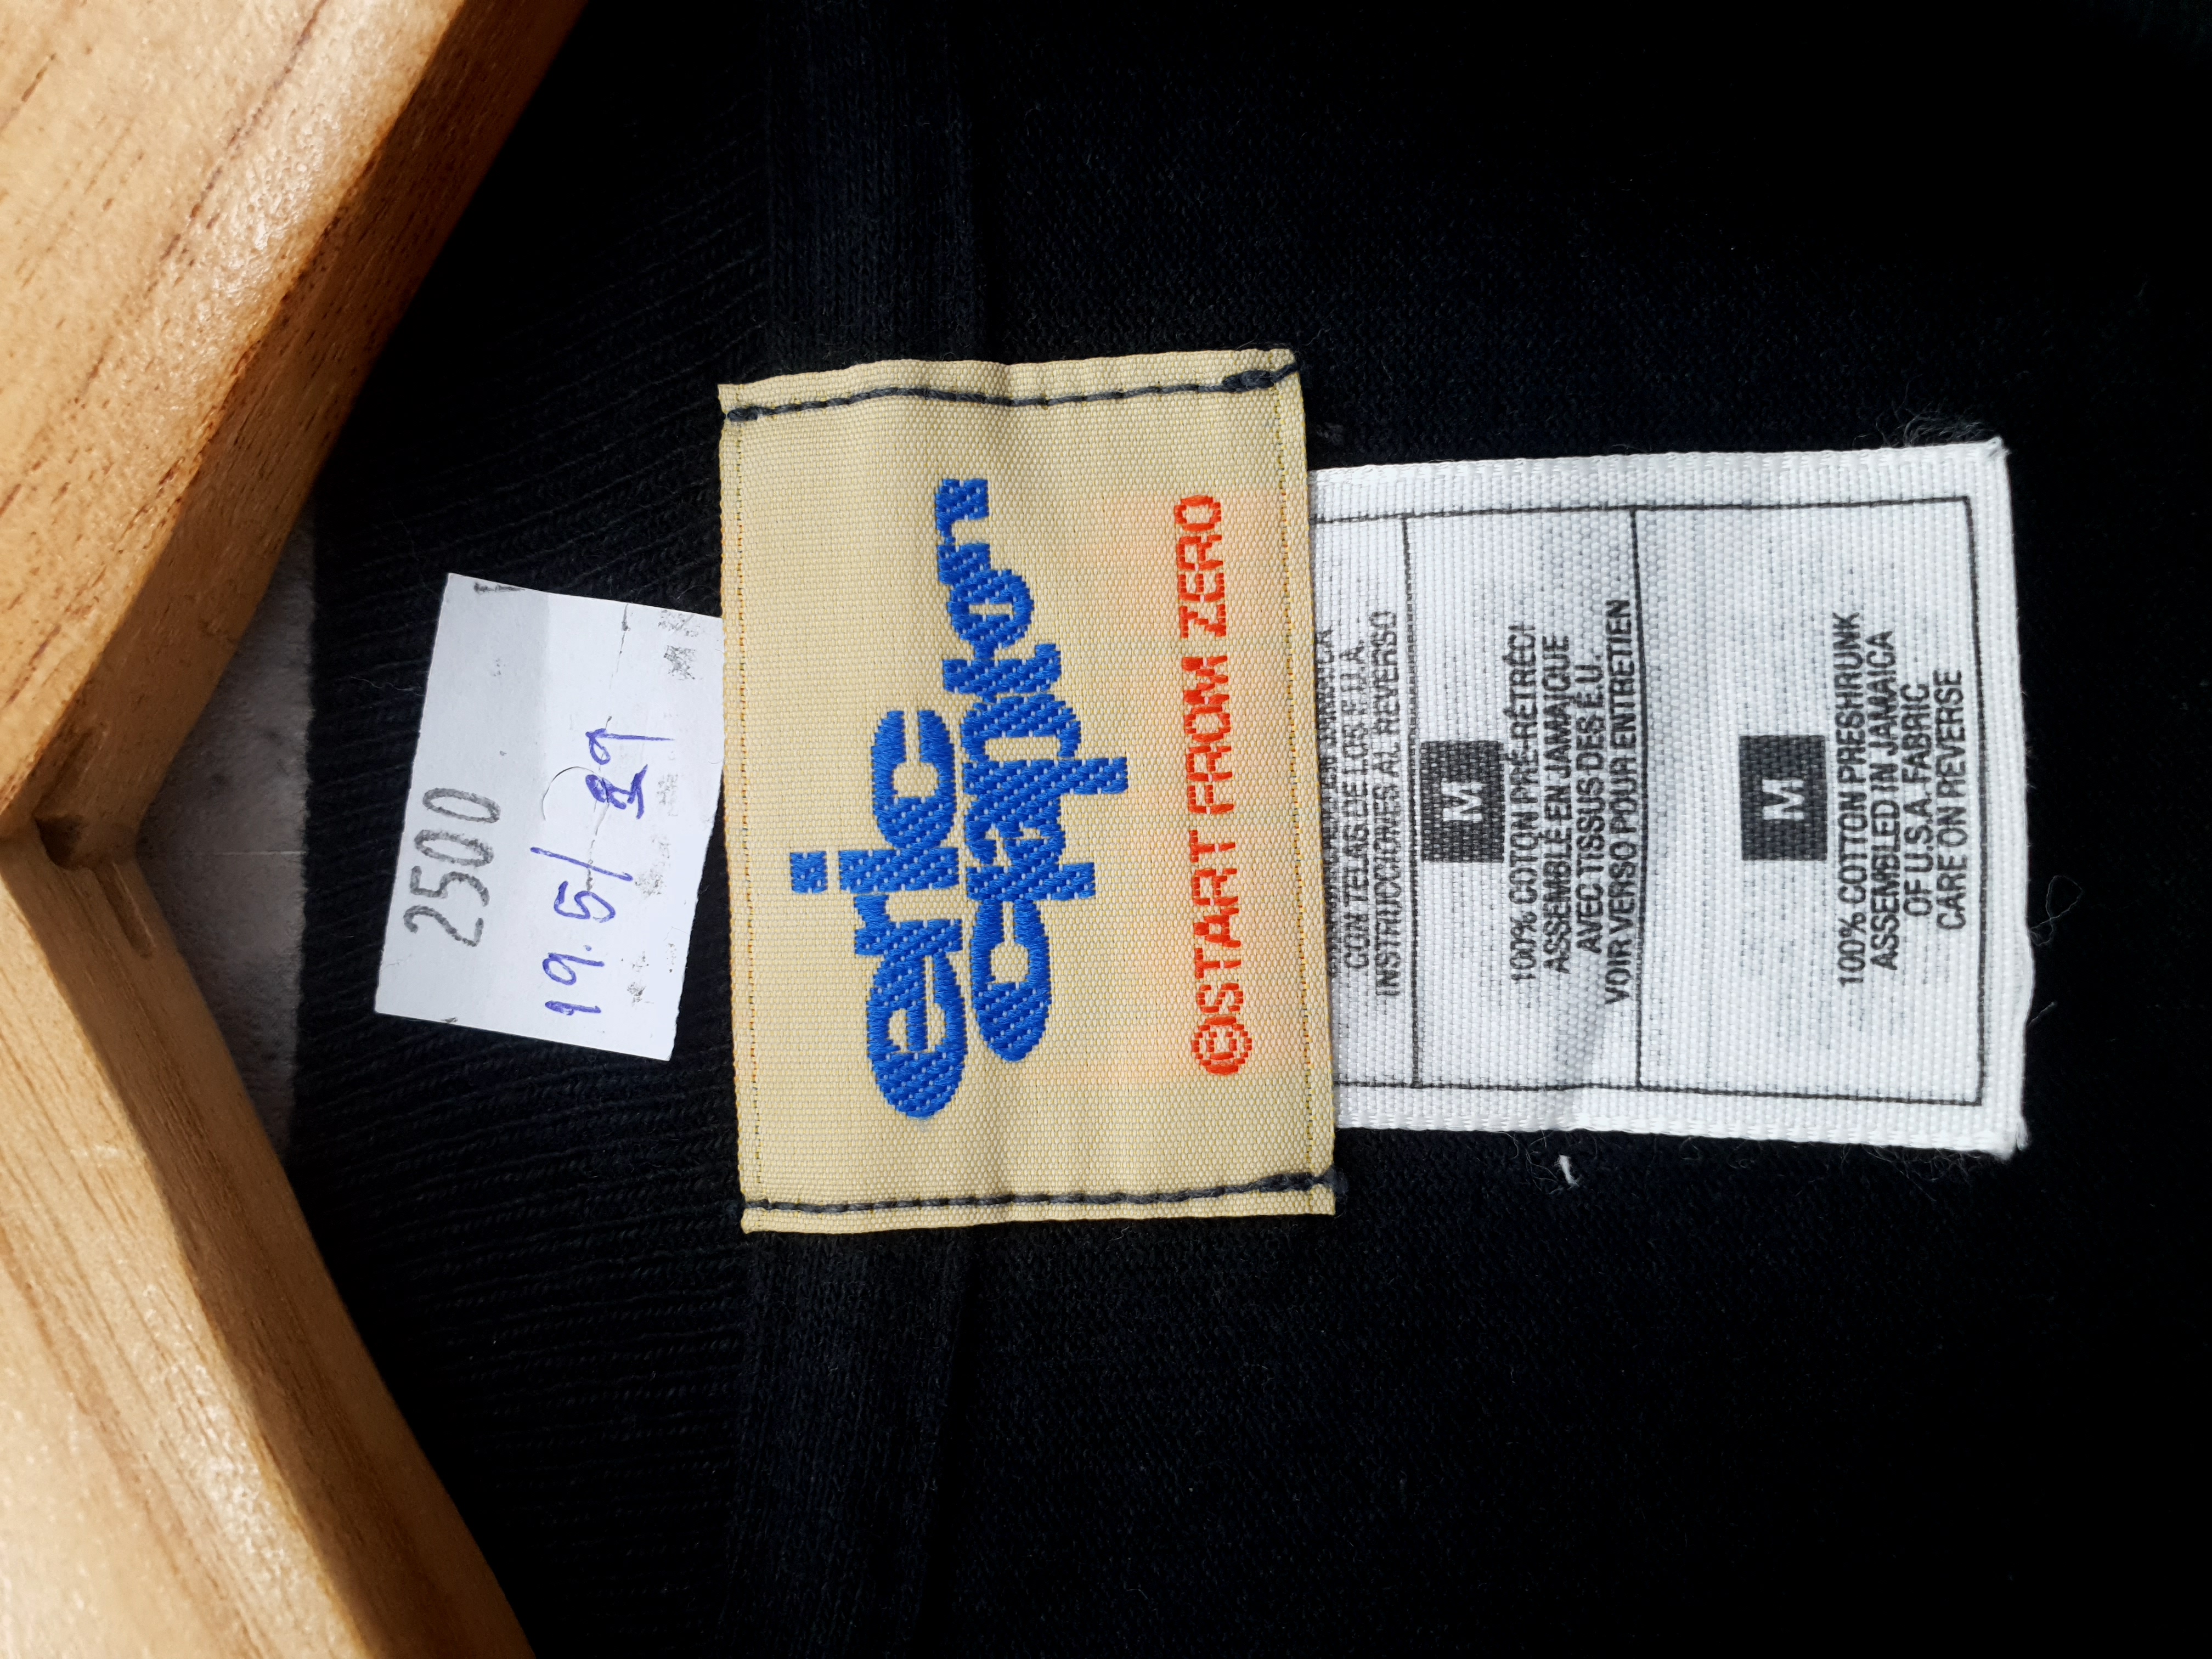 2500
19.5/29
eric
clapton
©START FROM ZERO
CON TELAS DE LOS E.U.A.
INSTRUCCIONES AL REVERSO
M
100% COTON PRÉ-RÉTRÉCI
ASSEMBLÉ EN JAMAÏQUE
AVEC TISSUS DES É.U.
VOIR VERSO POUR ENTRETIEN
M
100% COTTON PRESHRUNK
ASSEMBLED IN JAMAICA
OF U.S.A. FABRIC
CARE ON REVERSE